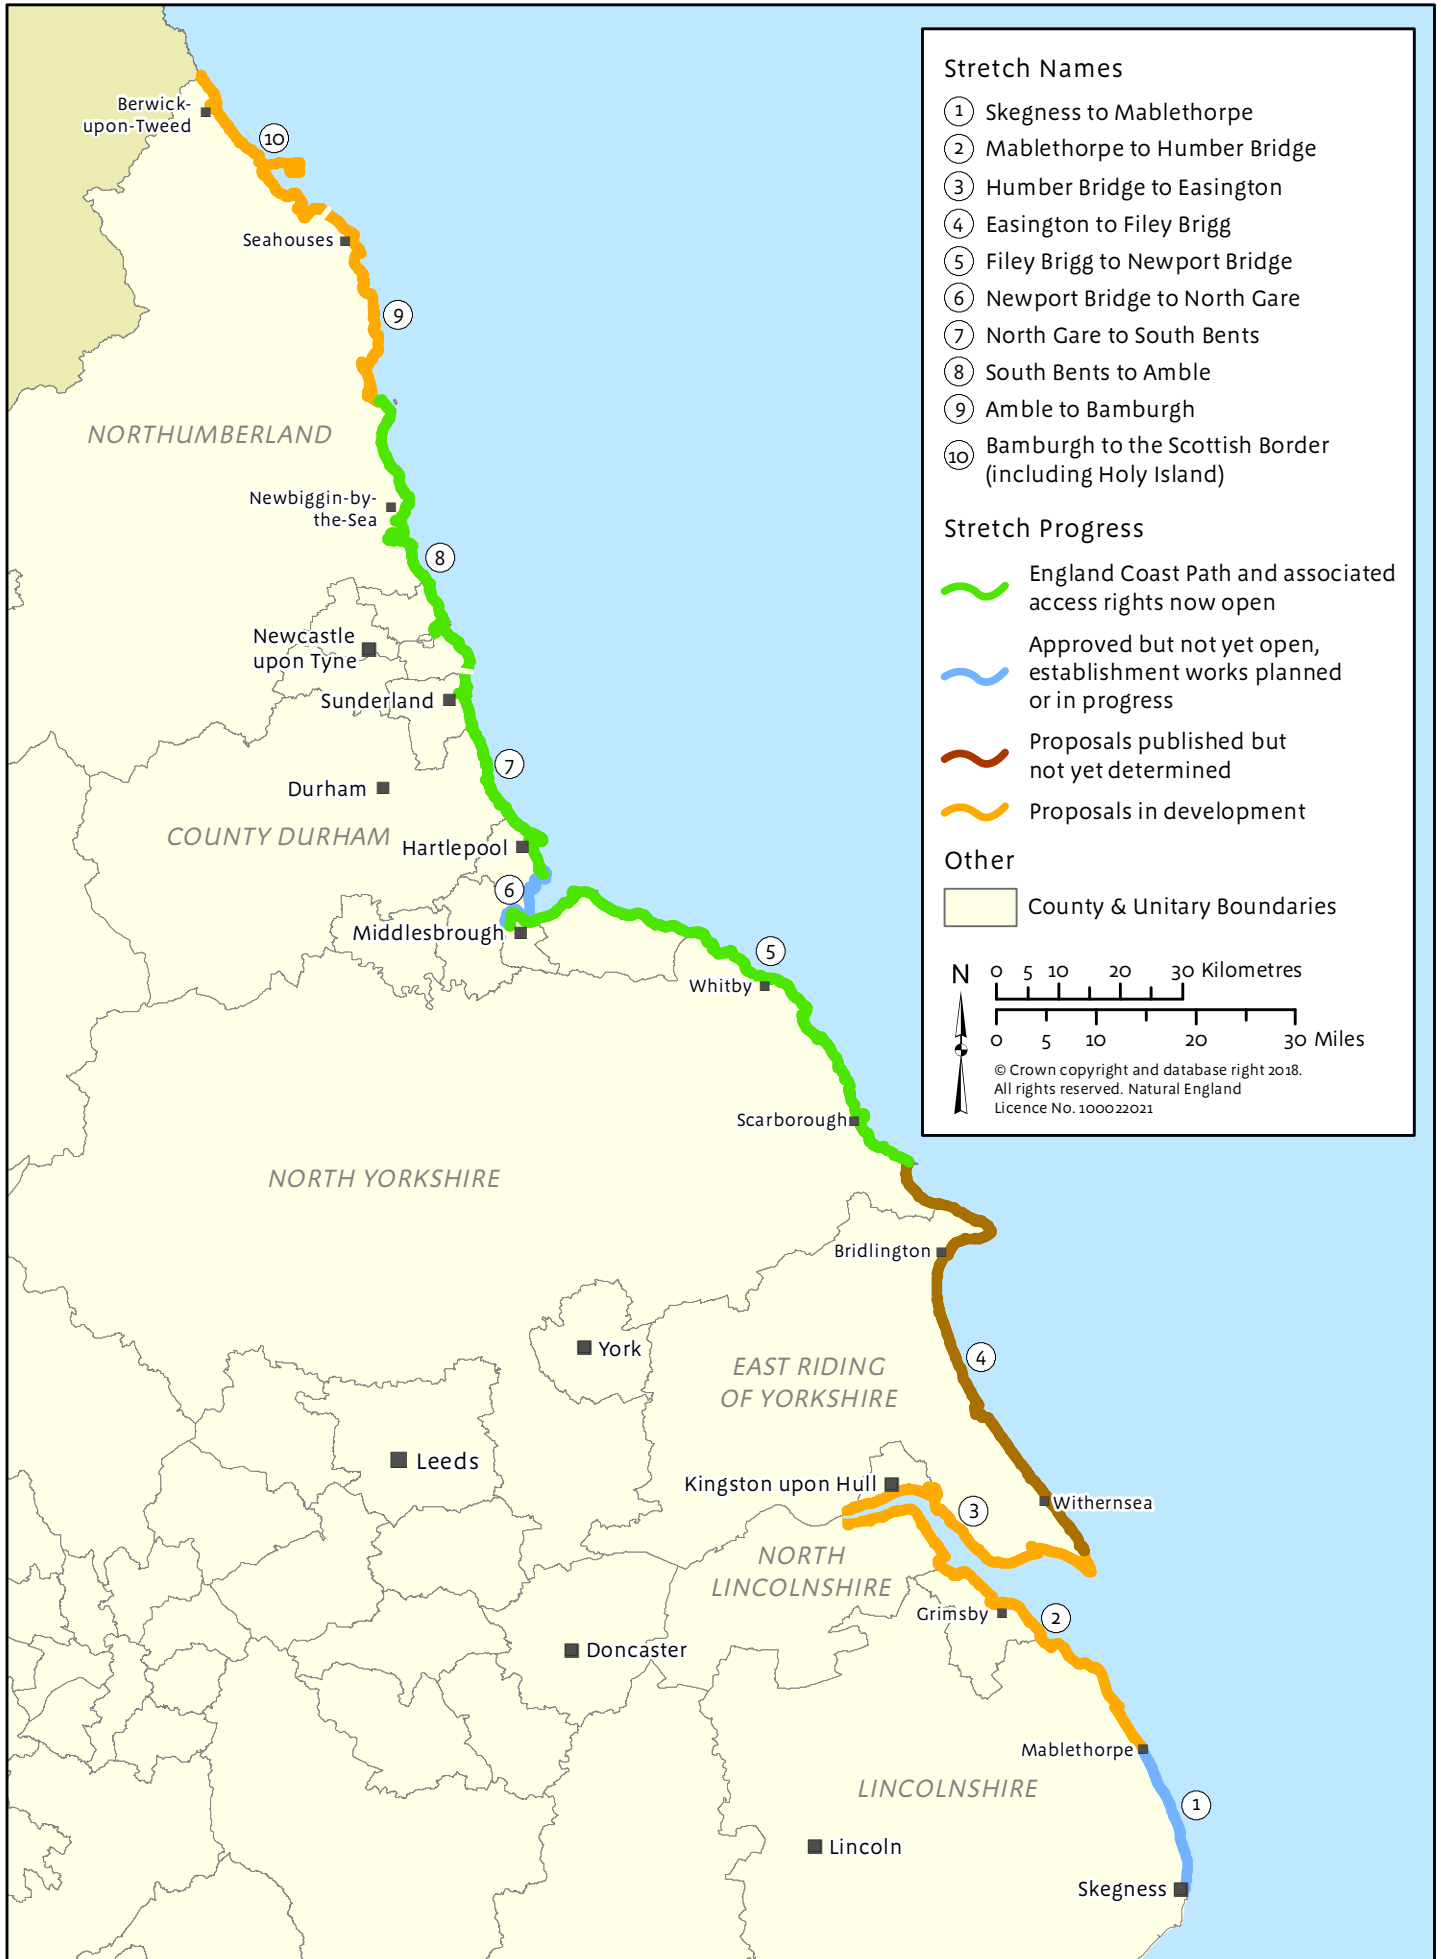 Berwick-
upon-Tweed
10
Seahouses
9
NORTHUMBERLAND
Newbiggin-by-
the-Sea
8
Newcastle
upon Tyne
Sunderland
7
Durham
COUNTY DURHAM
Hartlepool
6
Middlesbrough
5
Whitby
Scarborough
NORTH YORKSHIRE
Bridlington
York
4
EAST RIDING
OF YORKSHIRE
Leeds
Kingston upon Hull
3
Withernsea
NORTH
LINCOLNSHIRE
Grimsby
2
Doncaster
Mablethorpe
LINCOLNSHIRE
1
Lincoln
Skegness
Stretch Names
1 Skegness to Mablethorpe
2 Mablethorpe to Humber Bridge
3 Humber Bridge to Easington
4 Easington to Filey Brigg
5 Filey Brigg to Newport Bridge
6 Newport Bridge to North Gare
7 North Gare to South Bents
8 South Bents to Amble
9 Amble to Bamburgh
10 Bamburgh to the Scottish Border
(including Holy Island)
Stretch Progress
England Coast Path and associated
access rights now open
Approved but not yet open,
establishment works planned
or in progress
Proposals published but
not yet determined
Proposals in development
Other
County & Unitary Boundaries
N
0 5 10 20 30 Kilometres
0 5 10 20 30 Miles
© Crown copyright and database right 2018.
All rights reserved. Natural England
Licence No. 100022021